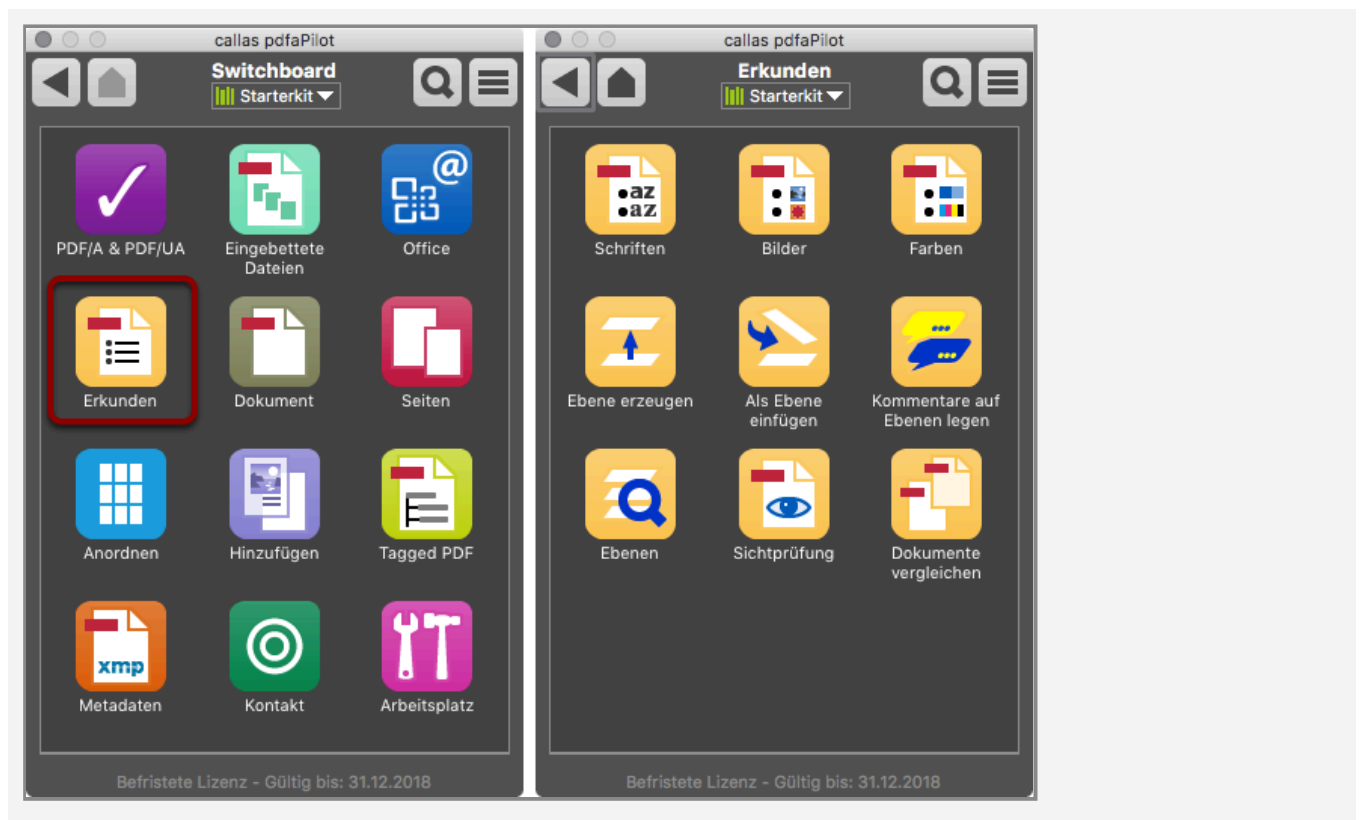 callas pdfaPilot
Switchboard
Starterkit
PDF/A & PDF/UA
Eingebettete
Dateien
@
Office
Erkunden
Dokument
Seiten
Anordnen
Hinzufügen
Tagged PDF
xmp
Metadaten
Kontakt
Arbeitsplatz
Befristete Lizenz - Gültig bis: 31.12.2018
callas pdfaPilot
Erkunden
Starterkit
az
az
Schriften
Bilder
Farben
Ebene erzeugen
Als Ebene
einfügen
Kommentare auf
Ebenen legen
Ebenen
Sichtprüfung
Dokumente
vergleichen
Befristete Lizenz - Gültig bis: 31.12.2018